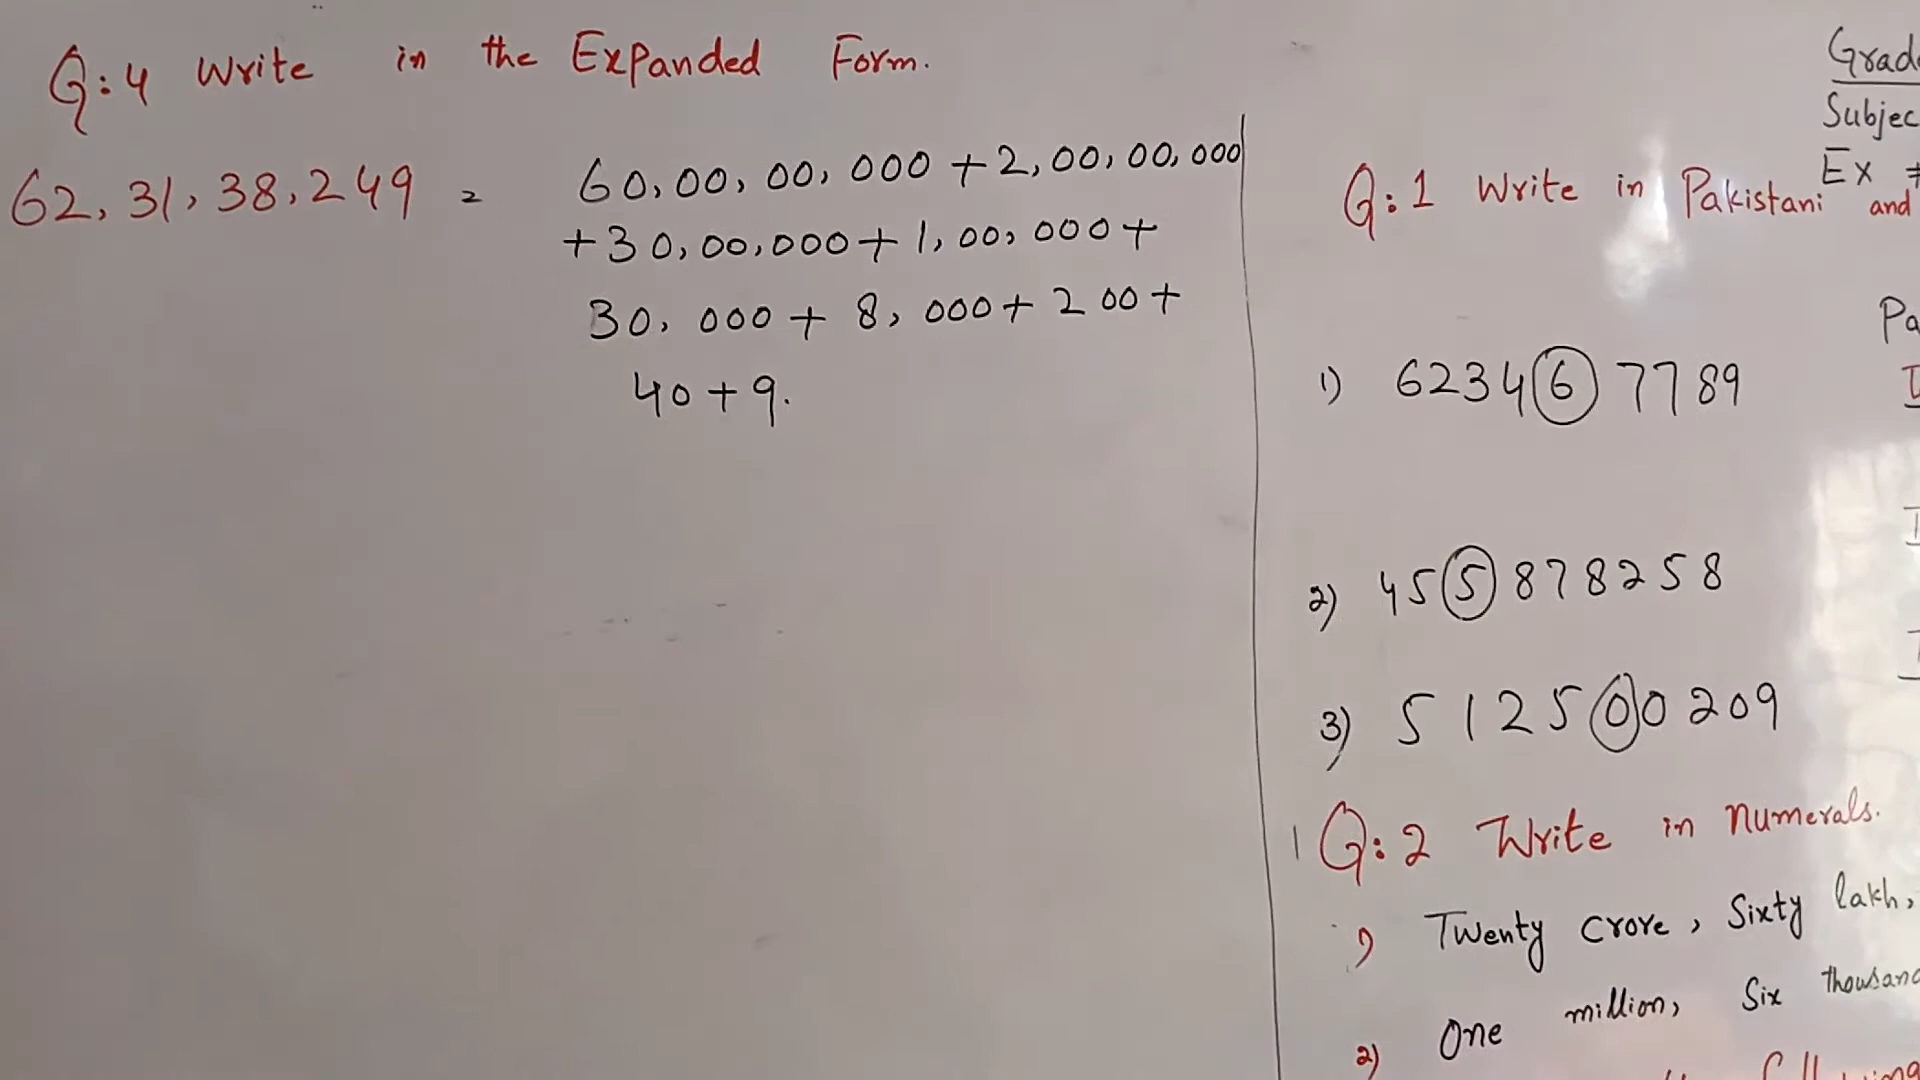 Q:4 Write in the Expanded Form.
62,31,38,249 = 60,00,00,000+2,00,00,000
+30,00,000+1,00,000+
30,000+8,000+200+
40+9.
Grade
Subjec
Ex #
Q:1 Write in Pakistani and
Pa
1) 623467789
2) 455878258
3) 512500209
Q:2 Write in numerals.
1) Twenty crore, Sixty lakh,
2) One million, Six thousand